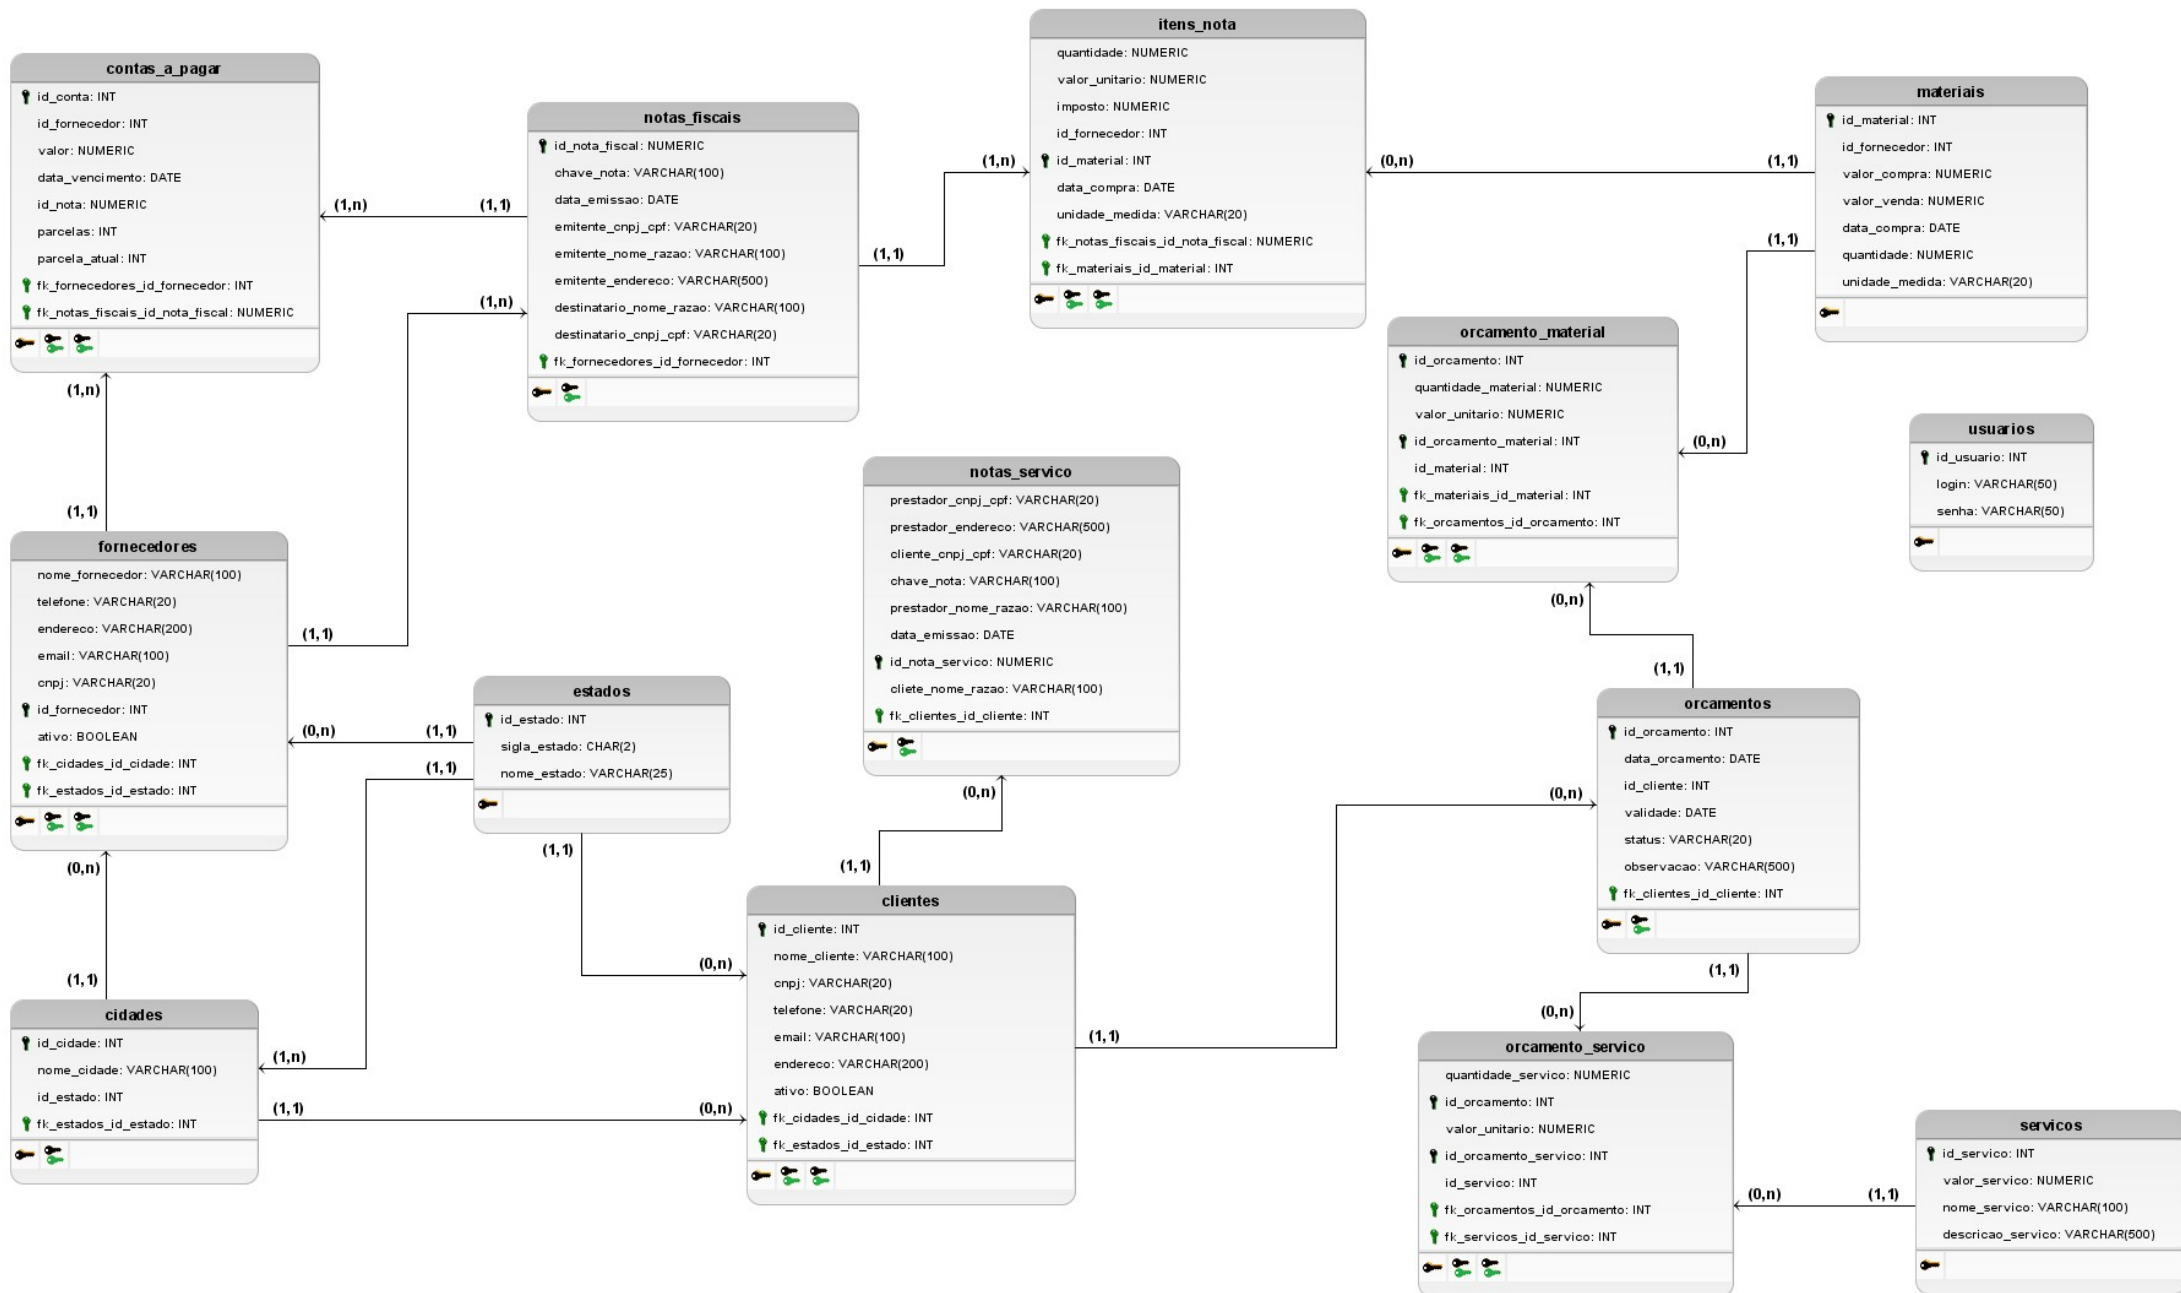 contas_a_pagar
id_conta: INT
id_fornecedor: INT
valor: NUMERIC
data_vencimento: DATE
id_nota: NUMERIC
parcelas: INT
parcela_atual: INT
fk_fornecedores_id_fornecedor: INT
fk_notas_fiscais_id_nota_fiscal: NUMERIC
(1,n)
(1,1)
(1,n)
(1,1)
notas_fiscais
id_nota_fiscal: NUMERIC
chave_nota: VARCHAR(100)
data_emissao: DATE
emitente_cnpj_cpf: VARCHAR(20)
emitente_nome_razao: VARCHAR(100)
emitente_endereco: VARCHAR(500)
destinatario_nome_razao: VARCHAR(100)
destinatario_cnpj_cpf: VARCHAR(20)
fk_fornecedores_id_fornecedor: INT
(1,n)
(1,1)
(1,n)
(1,1)
itens_nota
quantidade: NUMERIC
valor_unitario: NUMERIC
imposto: NUMERIC
id_fornecedor: INT
id_material: INT
data_compra: DATE
unidade_medida: VARCHAR(20)
fk_notas_fiscais_id_nota_fiscal: NUMERIC
fk_materiais_id_material: INT
(0,n)
(1,1)
materiais
id_material: INT
id_fornecedor: INT
valor_compra: NUMERIC
valor_venda: NUMERIC
data_compra: DATE
quantidade: NUMERIC
unidade_medida: VARCHAR(20)
(1,1)
(0,n)
orcamento_material
id_orcamento: INT
quantidade_material: NUMERIC
valor_unitario: NUMERIC
id_orcamento_material: INT
id_material: INT
fk_materiais_id_material: INT
fk_orcamentos_id_orcamento: INT
(0,n)
(1,1)
usuarios
id_usuario: INT
login: VARCHAR(50)
senha: VARCHAR(50)
fornecedores
nome_fornecedor: VARCHAR(100)
telefone: VARCHAR(20)
endereco: VARCHAR(200)
email: VARCHAR(100)
cnpj: VARCHAR(20)
id_fornecedor: INT
ativo: BOOLEAN
fk_cidades_id_cidade: INT
fk_estados_id_estado: INT
(0,n)
(1,1)
(0,n)
(1,1)
estados
id_estado: INT
sigla_estado: CHAR(2)
nome_estado: VARCHAR(25)
(1,1)
(1,n)
(1,1)
(0,n)
notas_servico
prestador_cnpj_cpf: VARCHAR(20)
prestador_endereco: VARCHAR(500)
cliente_cnpj_cpf: VARCHAR(20)
chave_nota: VARCHAR(100)
prestador_nome_razao: VARCHAR(100)
data_emissao: DATE
id_nota_servico: NUMERIC
cliete_nome_razao: VARCHAR(100)
fk_clientes_id_cliente: INT
(0,n)
(1,1)
cidades
id_cidade: INT
nome_cidade: VARCHAR(100)
id_estado: INT
fk_estados_id_estado: INT
(1,1)
(0,n)
clientes
id_cliente: INT
nome_cliente: VARCHAR(100)
cnpj: VARCHAR(20)
telefone: VARCHAR(20)
email: VARCHAR(100)
endereco: VARCHAR(200)
ativo: BOOLEAN
fk_cidades_id_cidade: INT
fk_estados_id_estado: INT
(1,1)
(0,n)
orcamentos
id_orcamento: INT
data_orcamento: DATE
id_cliente: INT
validade: DATE
status: VARCHAR(20)
observacao: VARCHAR(500)
fk_clientes_id_cliente: INT
(1,1)
(0,n)
orcamento_servico
quantidade_servico: NUMERIC
id_orcamento: INT
valor_unitario: NUMERIC
id_orcamento_servico: INT
id_servico: INT
fk_orcamentos_id_orcamento: INT
fk_servicos_id_servico: INT
(0,n)
(1,1)
servicos
id_servico: INT
valor_servico: NUMERIC
nome_servico: VARCHAR(100)
descricao_servico: VARCHAR(500)